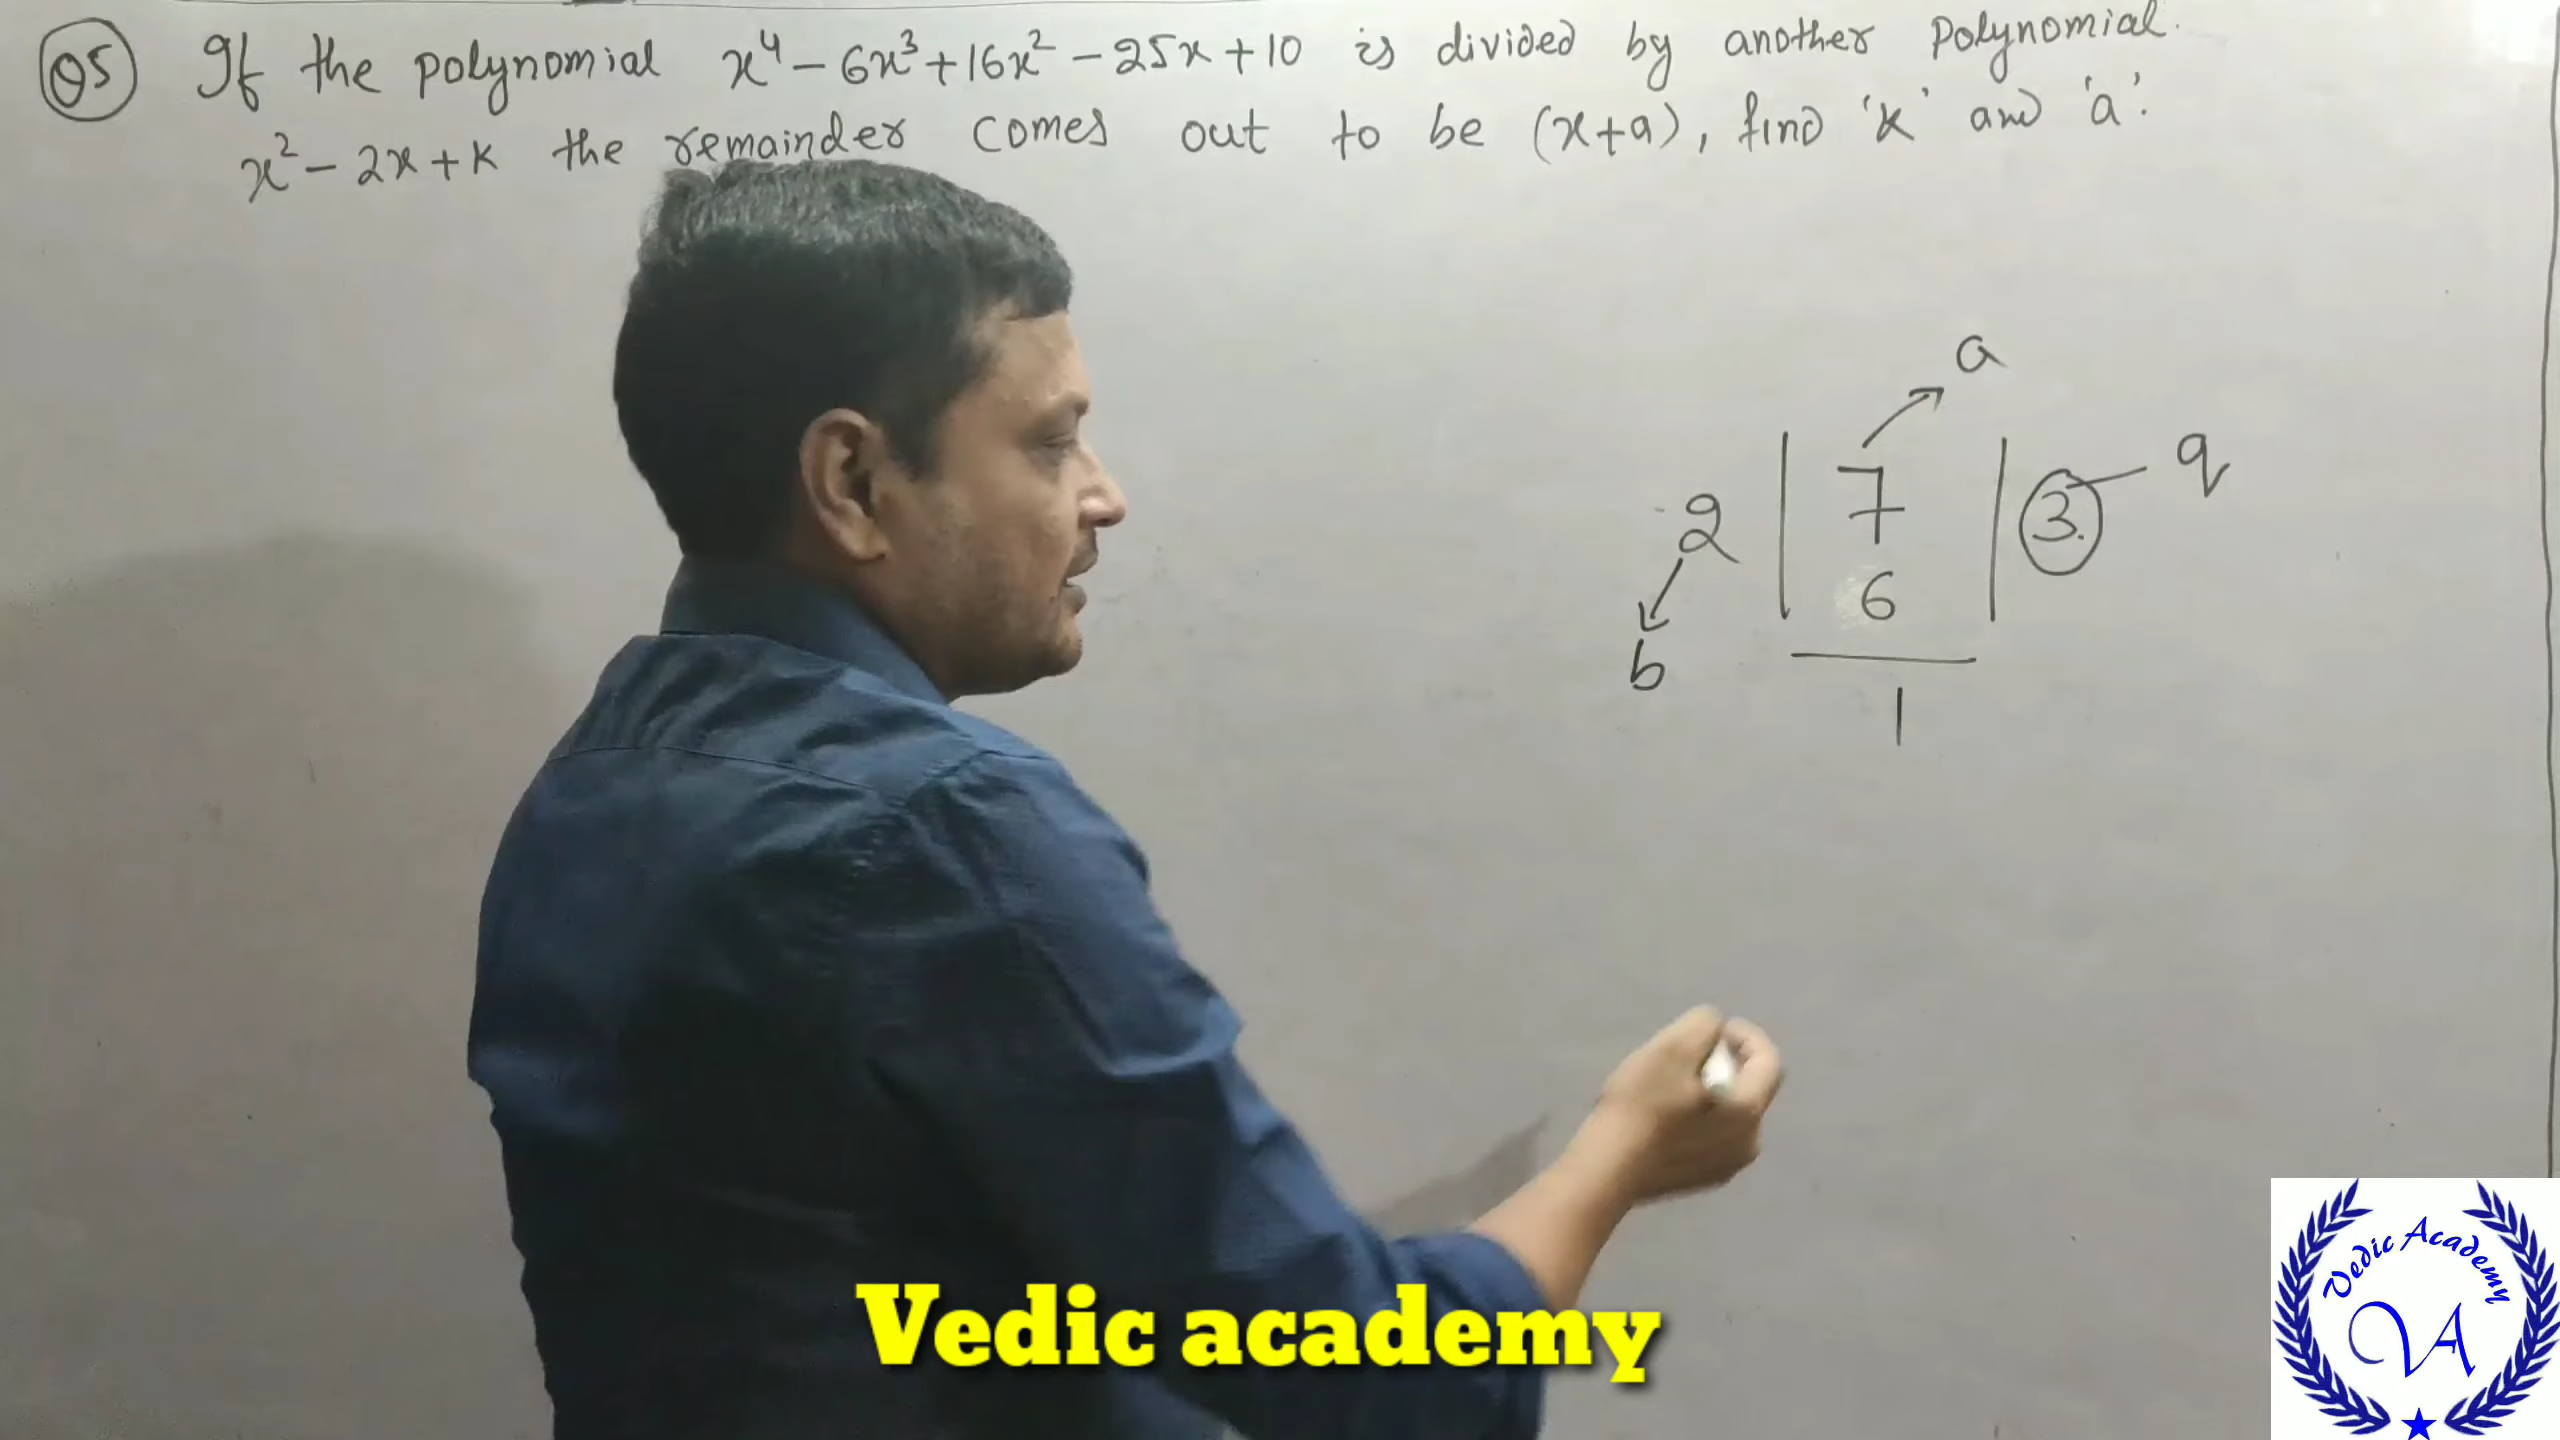 Q5 If the polynomial x⁴ - 6x³ + 16x² - 25x + 10 is divided by another polynomial.
x² - 2x + k the remainder comes out to be (x+a), find 'k' and 'a'.
a
2 | 7 | 3. q
6
b
1
Vedic Academy
VA
Vedic academy